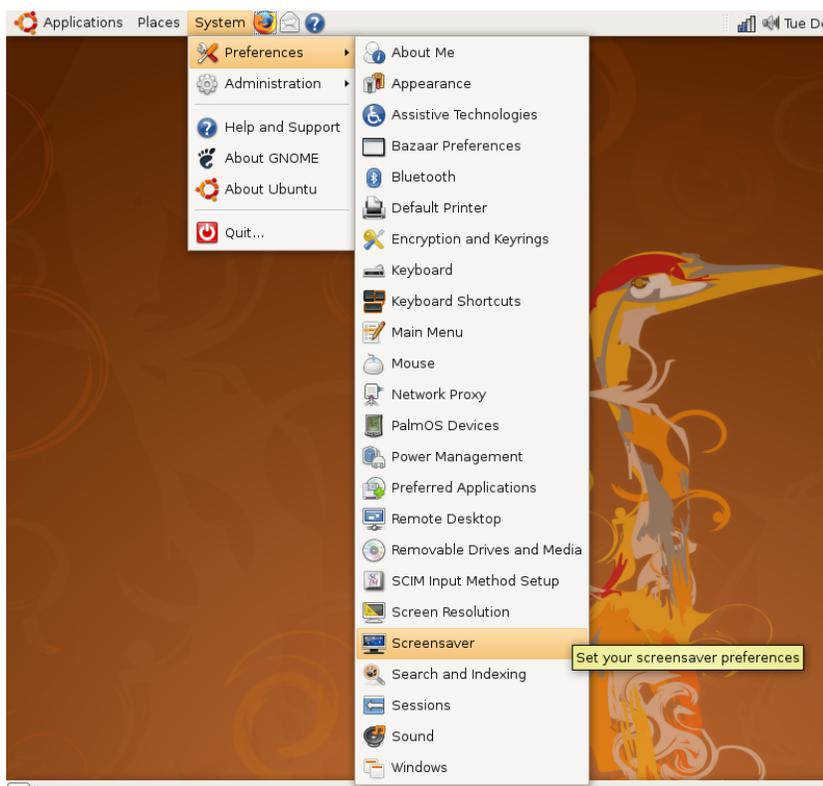 Applications Places System Tue De
Preferences
Administration
Help and Support
About GNOME
About Ubuntu
Quit...
About Me
Appearance
Assistive Technologies
Bazaar Preferences
Bluetooth
Default Printer
Encryption and Keyrings
Keyboard
Keyboard Shortcuts
Main Menu
Mouse
Network Proxy
PalmOS Devices
Power Management
Preferred Applications
Remote Desktop
Removable Drives and Media
SCIM Input Method Setup
Screen Resolution
Screensaver
Set your screensaver preferences
Search and Indexing
Sessions
Sound
Windows